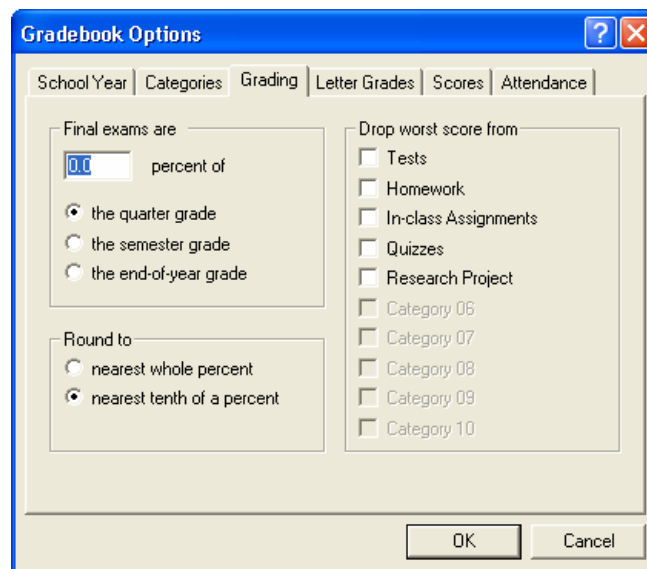 Gradebook Options
School Year Categories Grading Letter Grades Scores Attendance
Final exams are
0.0 percent of
the quarter grade
the semester grade
the end-of-year grade
Round to
nearest whole percent
nearest tenth of a percent
Drop worst score from
Tests
Homework
In-class Assignments
Quizzes
Research Project
Category 06
Category 07
Category 08
Category 09
Category 10
OK Cancel